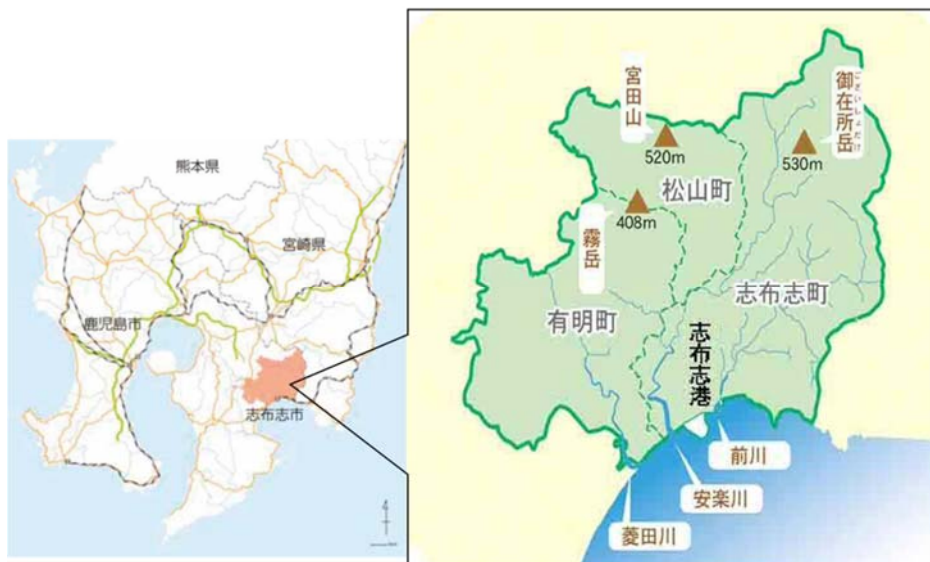 熊本県
宮崎県
鹿児島市
志布志市
宮田山
520m
御在所岳
ございしょだけ
530m
松山町
408m
霧岳
志布志町
有明町
志布志港
前川
安楽川
菱田川